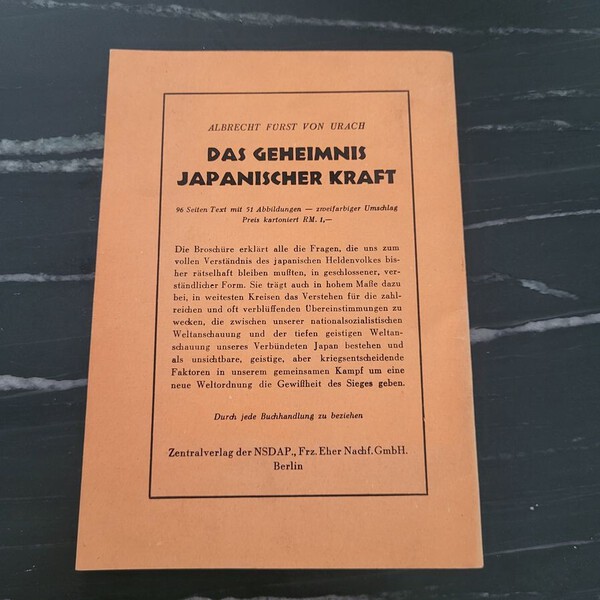 ALBRECHT FÜRST VON URACH
DAS GEHEIMNIS
JAPANISCHER KRAFT
96 Seiten Text mit 51 Abbildungen — zweifarbiger Umschlag
Preis kartoniert RM. 1,—
Die Broschüre erklärt alle die Fragen, die uns zum
vollen Verständnis des japanischen Heldenvolkes bis-
her rätselhaft bleiben mußten, in geschlossener, ver-
ständlicher Form. Sie trägt auch in hohem Maße dazu
bei, in weitesten Kreisen das Verstehen für die zahl-
reichen und oft verblüffenden Übereinstimmungen zu
wecken, die zwischen unserer nationalsozialistischen
Weltanschauung und der tiefen geistigen Weltan-
schauung unseres Verbündeten Japan bestehen und
als unsichtbare, geistige, aber kriegsentscheidende
Faktoren in unserem gemeinsamen Kampf um eine
neue Weltordnung die Gewißheit des Sieges geben.
Durch jede Buchhandlung zu beziehen
Zentralverlag der NSDAP., Frz. Eher Nachf. GmbH.
Berlin